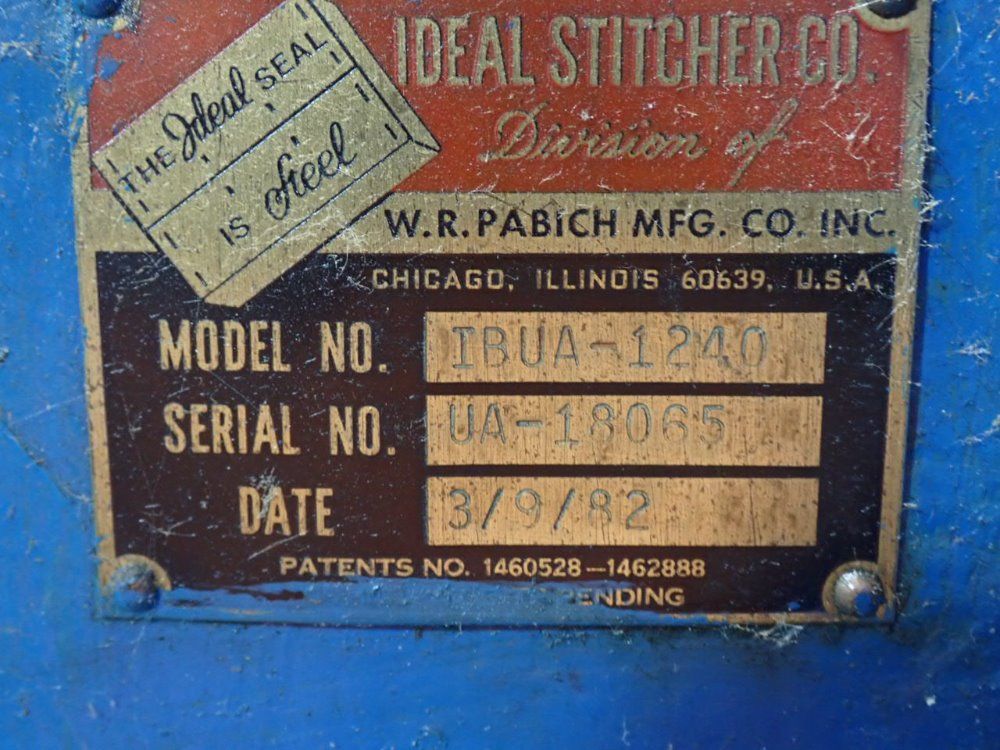 THE Ideal SEAL
IS Steel
IDEAL STITCHER CO.
Division of
W.R. PABICH MFG. CO. INC.
CHICAGO, ILLINOIS 60639, U.S.A.
MODEL NO. IBUA-1240
SERIAL NO. UA-18065
DATE 3/9/82
PATENTS NO. 1460528-1462888